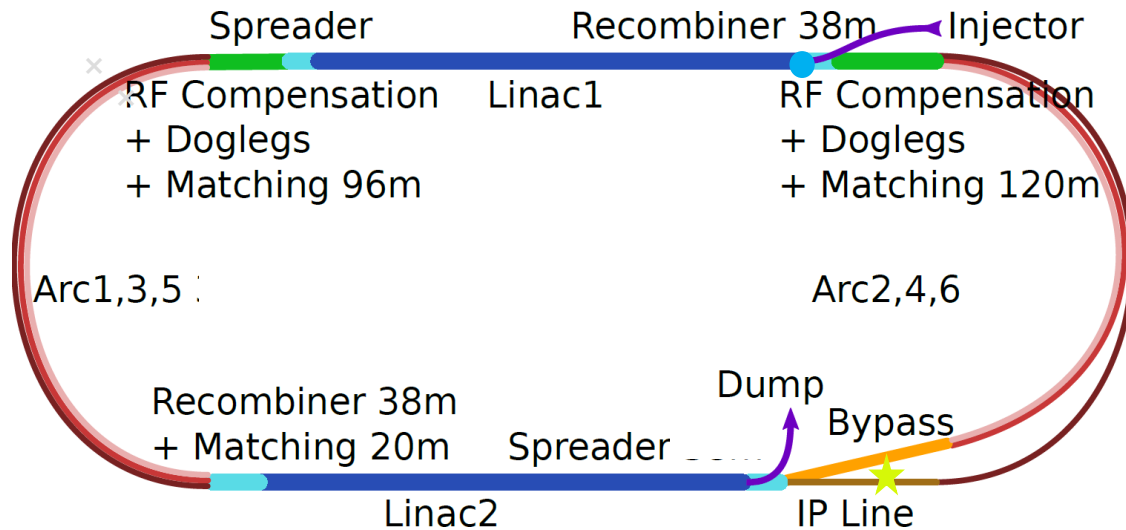 Spreader
Recombiner 38m
Injector
RF Compensation
+ Doglegs
+ Matching 96m
Linac1
RF Compensation
+ Doglegs
+ Matching 120m
Arc1,3,5
Arc2,4,6
Recombiner 38m
+ Matching 20m
Spreader
Dump
Bypass
Linac2
IP Line